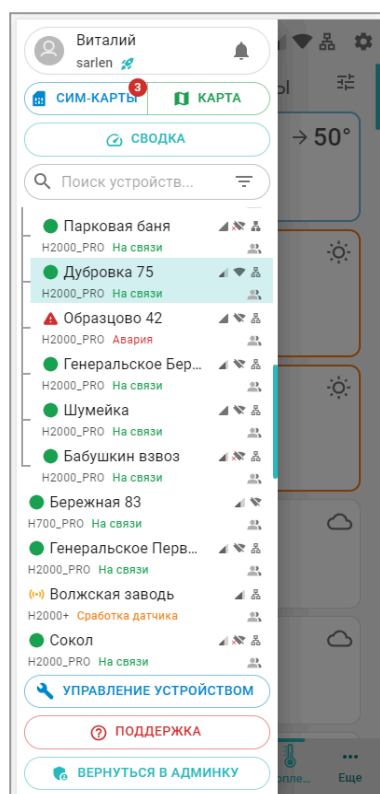 Виталий
sarlen
СИМ-КАРТЫ 3
КАРТА
СВОДКА
Поиск устройств...
Парковая баня
H2000_PRO На связи
Дубровка 75
H2000_PRO На связи
Образцово 42
H2000_PRO Авария
Генеральское Бер...
H2000_PRO На связи
Шумейка
H2000_PRO На связи
Бабушкин взвоз
H2000_PRO На связи
Бережная 83
H700_PRO На связи
Генеральское Перв...
H2000_PRO На связи
Волжская заводь
H2000+ Сработка датчика
Сокол
H2000_PRO На связи
УПРАВЛЕНИЕ УСТРОЙСТВОМ
ПОДДЕРЖКА
ВЕРНУТЬСЯ В АДМИНКУ
ы
→ 50°
опле...
Еще